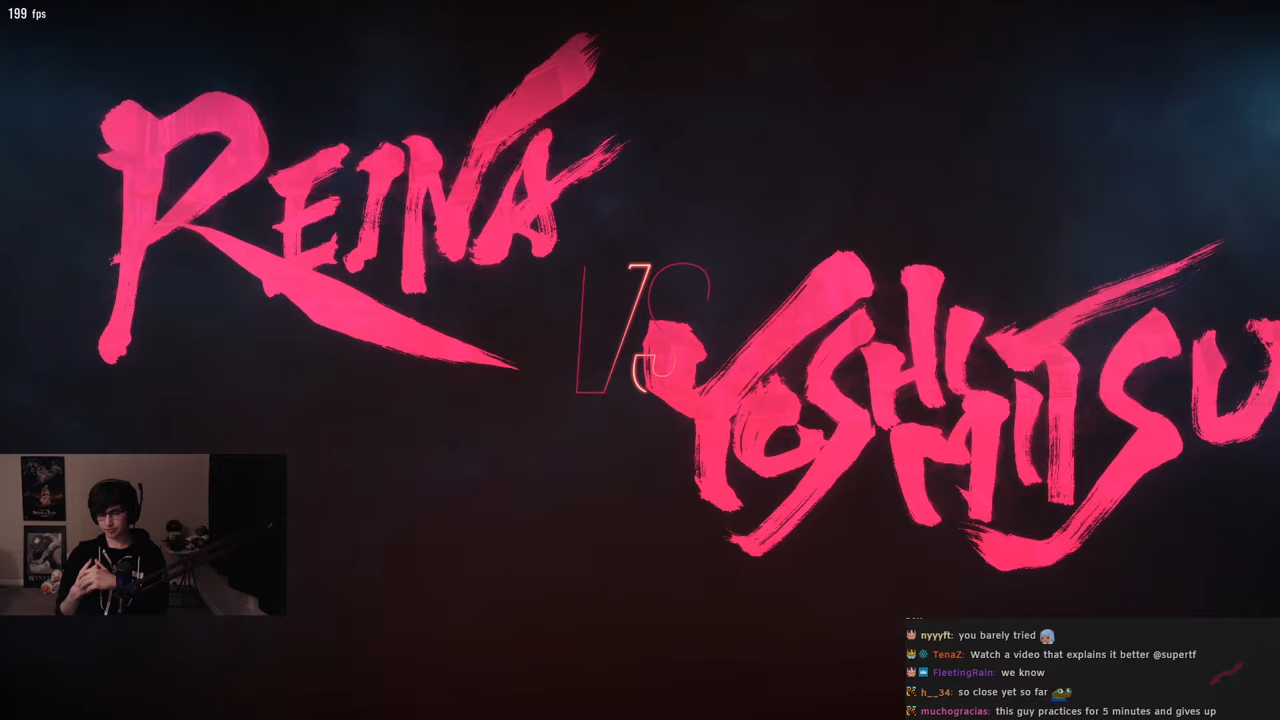 199 fps
REINA
VS
YOSHIMITSU
nyyyft: you barely tried
TenaZ: Watch a video that explains it better @supertf
FleetingRain: we know
h__34: so close yet so far
muchogracias: this guy practices for 5 minutes and gives up